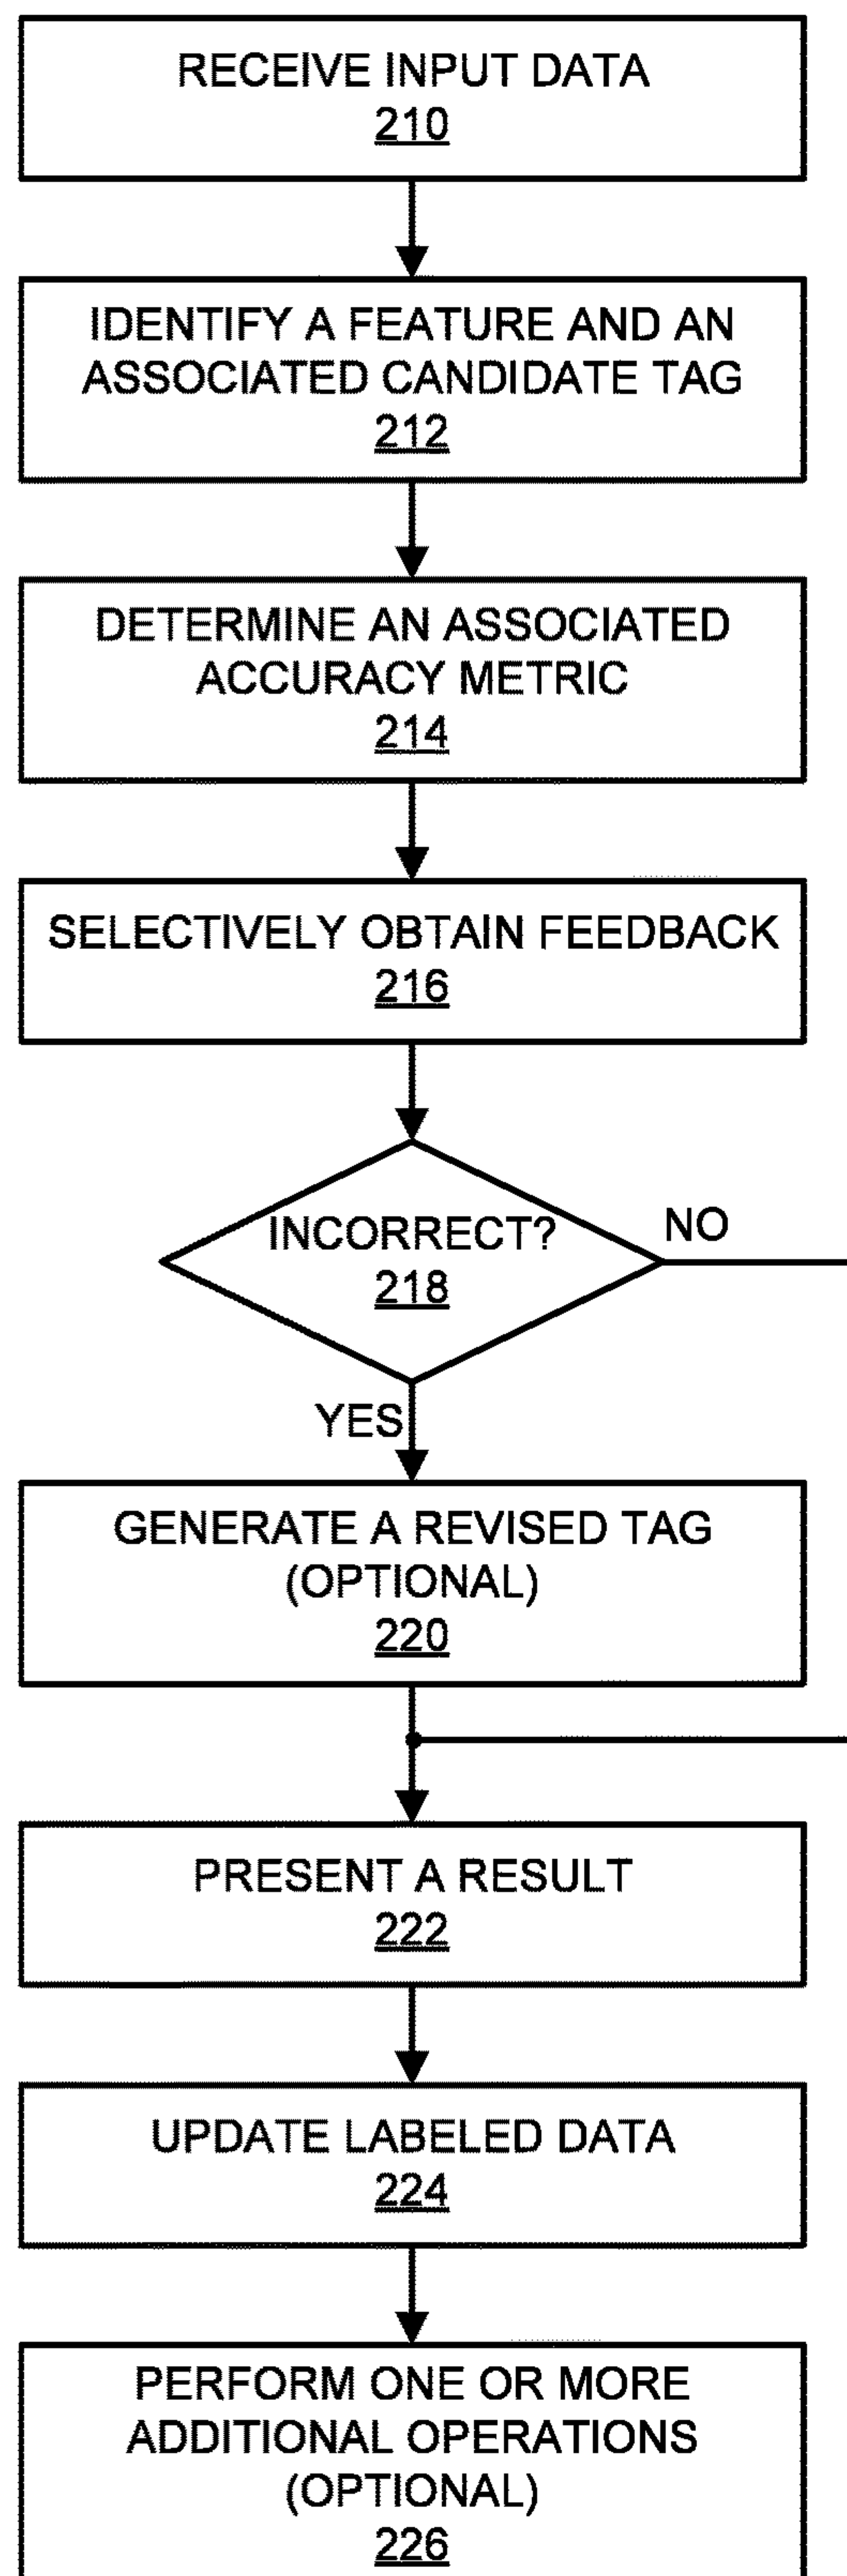 RECEIVE INPUT DATA
210
IDENTIFY A FEATURE AND AN
ASSOCIATED CANDIDATE TAG
212
DETERMINE AN ASSOCIATED
ACCURACY METRIC
214
SELECTIVELY OBTAIN FEEDBACK
216
INCORRECT?
218
NO
YES
GENERATE A REVISED TAG
(OPTIONAL)
220
PRESENT A RESULT
222
UPDATE LABELED DATA
224
PERFORM ONE OR MORE
ADDITIONAL OPERATIONS
(OPTIONAL)
226